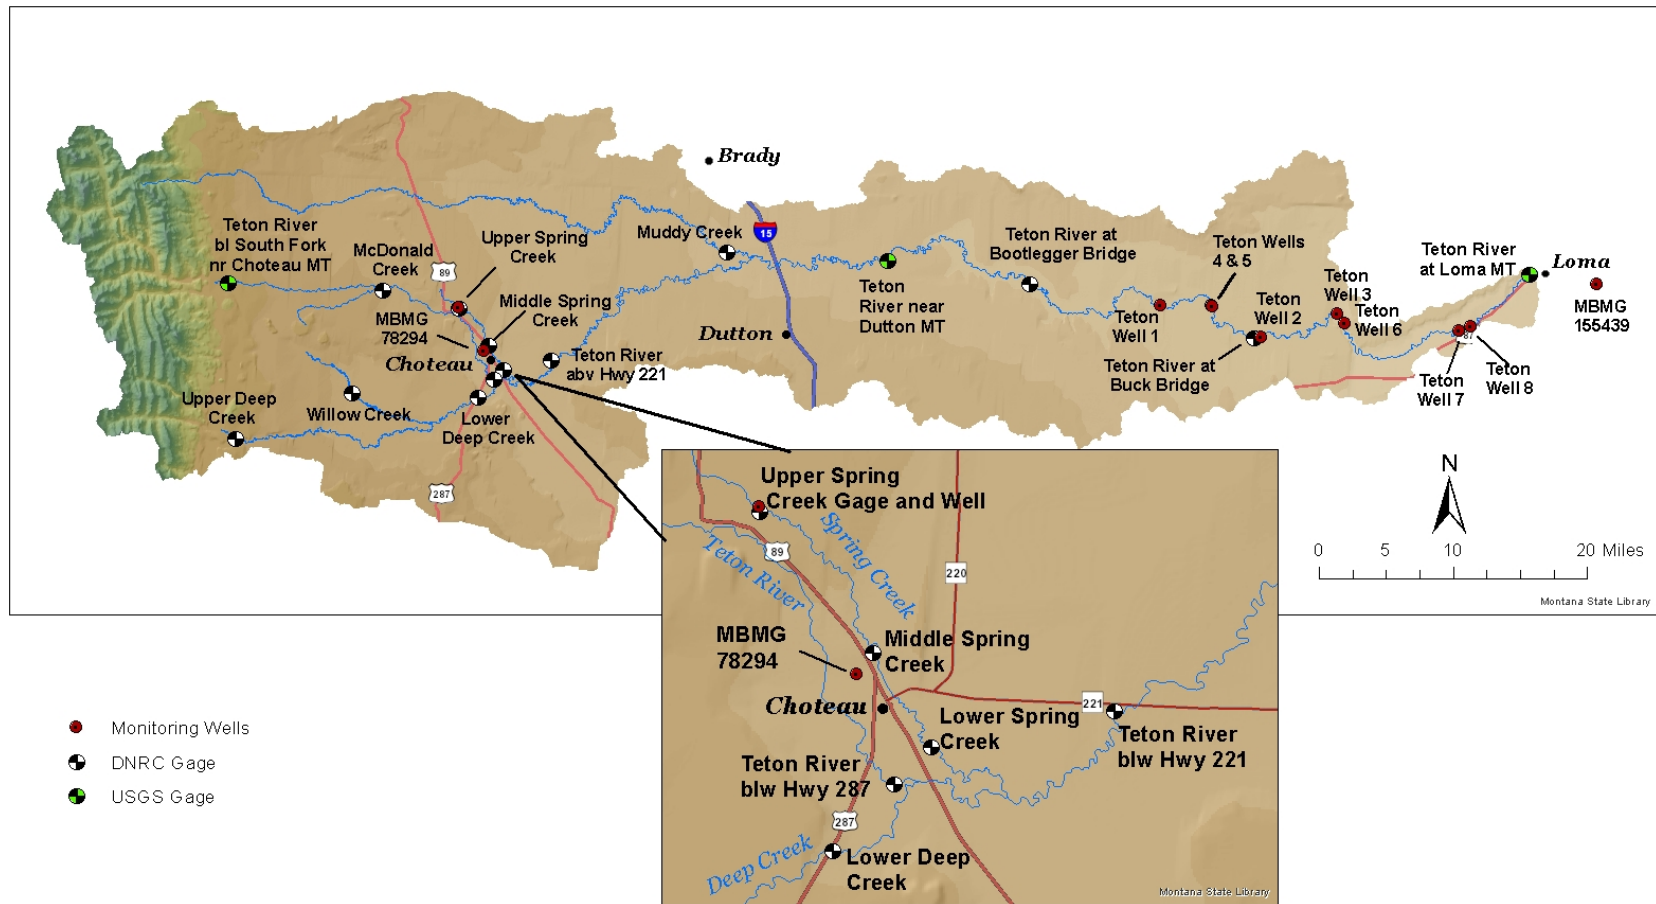 Brady
Teton River
bl South Fork
nr Choteau MT
McDonald
Creek
89
Upper Spring
Creek
Muddy Creek
15
Teton River at
Bootlegger Bridge
Teton Wells
4 & 5
Teton River
at Loma MT
Loma
MBMG
155439
Middle Spring
Creek
MBMG
78294
Choteau
Teton
River near
Dutton MT
Dutton
Teton
Well 1
Teton
Well 2
Teton
Well 3
Teton
Well 6
Teton River
abv Hwy 221
Teton River at
Buck Bridge
87
Teton
Well 7
Teton
Well 8
Upper Deep
Creek
Willow Creek
Lower
Deep Creek
287
N
0 5 10 20 Miles
Montana State Library
Upper Spring
Creek Gage and Well
89
Spring Creek
Teton River
220
MBMG
78294
Middle Spring
Creek
Choteau
221
Lower Spring
Creek
Teton River
blw Hwy 221
Teton River
blw Hwy 287
287
Deep Creek
Lower Deep
Creek
Montana State Library
Monitoring Wells
DNRC Gage
USGS Gage